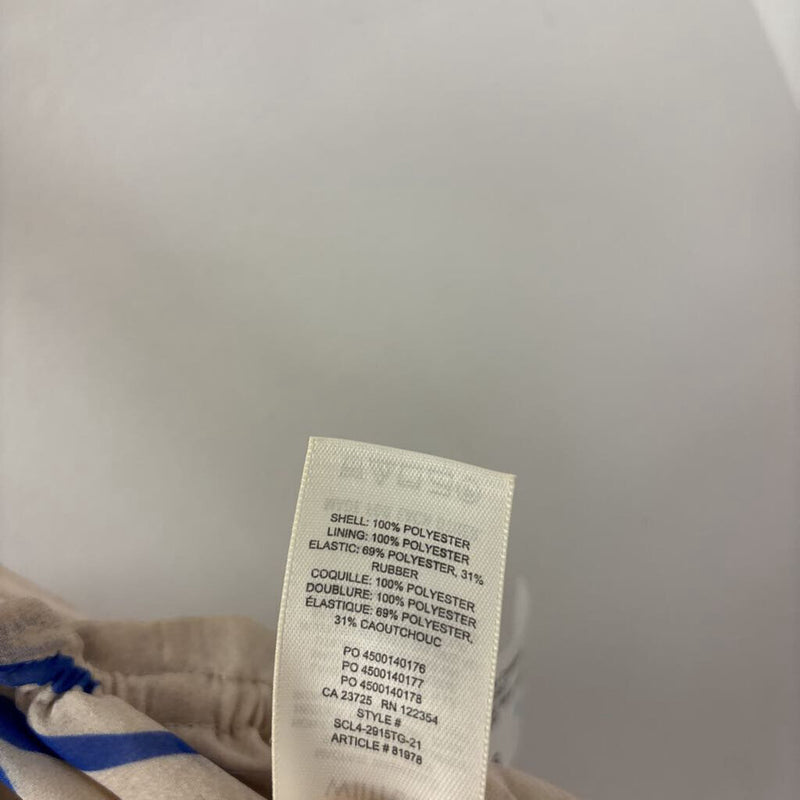 SHELL: 100% POLYESTER
LINING: 100% POLYESTER
ELASTIC: 69% POLYESTER, 31%
RUBBER
COQUILLE: 100% POLYESTER
DOUBLURE: 100% POLYESTER
ÉLASTIQUE: 69% POLYESTER,
31% CAOUTCHOUC
PO 4500140176
PO 4500140177
PO 4500140178
CA 23725 RN 122354
STYLE #
SCL4-2915TG-21
ARTICLE # 81978